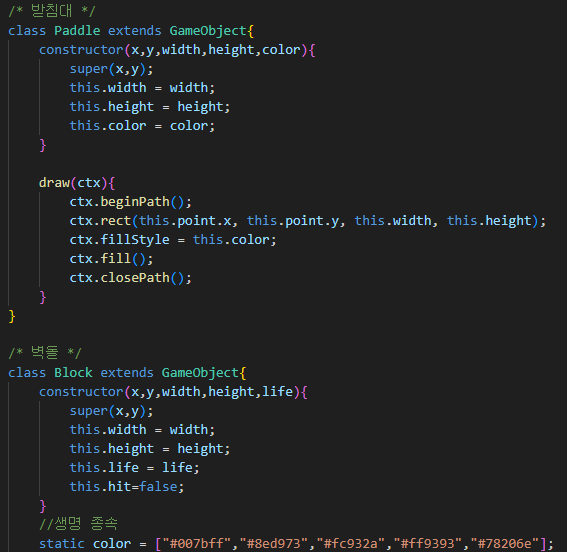 /* 받침대 */
class Paddle extends GameObject{
    constructor(x,y,width,height,color){
        super(x,y);
        this.width = width;
        this.height = height;
        this.color = color;
    }

    draw(ctx){
        ctx.beginPath();
        ctx.rect(this.point.x, this.point.y, this.width, this.height);
        ctx.fillStyle = this.color;
        ctx.fill();
        ctx.closePath();
    }
}

/* 벽돌 */
class Block extends GameObject{
    constructor(x,y,width,height,life){
        super(x,y);
        this.width = width;
        this.height = height;
        this.life = life;
        this.hit=false;
    }
    //생명 종속
    static color = ["#007bff","#8ed973","#fc932a","#ff9393","#78206e"];